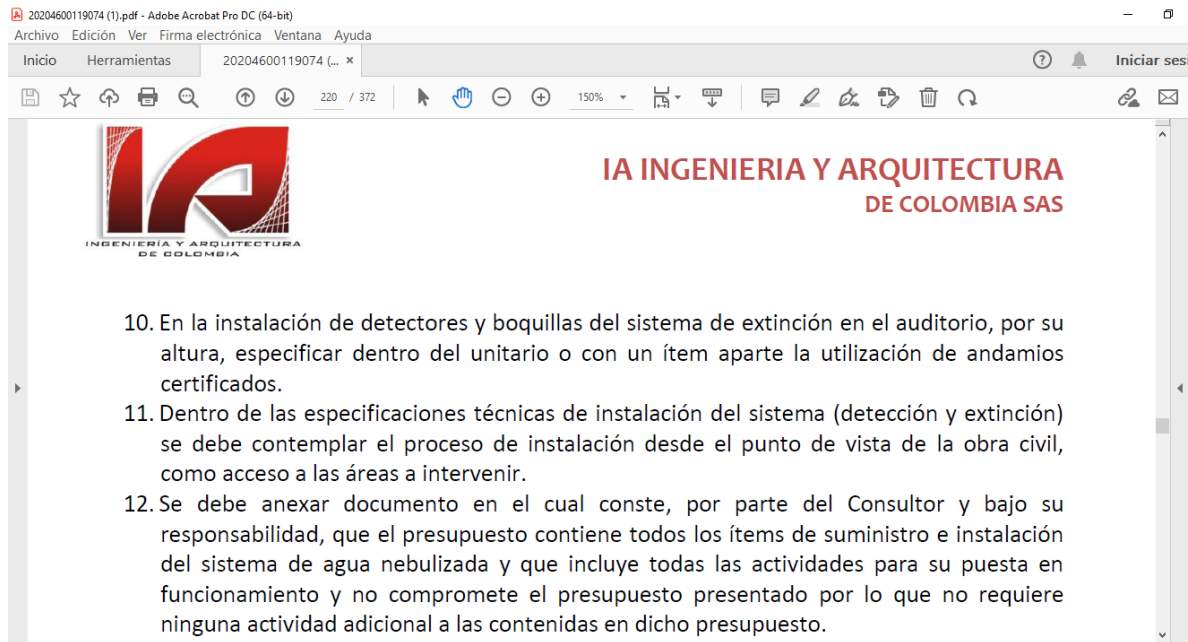 20204600119074 (1).pdf - Adobe Acrobat Pro DC (64-bit)
Archivo Edición Ver Firma electrónica Ventana Ayuda
Inicio Herramientas 20204600119074 (... × Iniciar ses
220 / 372 150%
IA INGENIERIA Y ARQUITECTURA
DE COLOMBIA SAS
INGENIERÍA Y ARQUITECTURA
DE COLOMBIA
10. En la instalación de detectores y boquillas del sistema de extinción en el auditorio, por su
altura, especificar dentro del unitario o con un ítem aparte la utilización de andamios
certificados.
11. Dentro de las especificaciones técnicas de instalación del sistema (detección y extinción)
se debe contemplar el proceso de instalación desde el punto de vista de la obra civil,
como acceso a las áreas a intervenir.
12. Se debe anexar documento en el cual conste, por parte del Consultor y bajo su
responsabilidad, que el presupuesto contiene todos los ítems de suministro e instalación
del sistema de agua nebulizada y que incluye todas las actividades para su puesta en
funcionamiento y no compromete el presupuesto presentado por lo que no requiere
ninguna actividad adicional a las contenidas en dicho presupuesto.